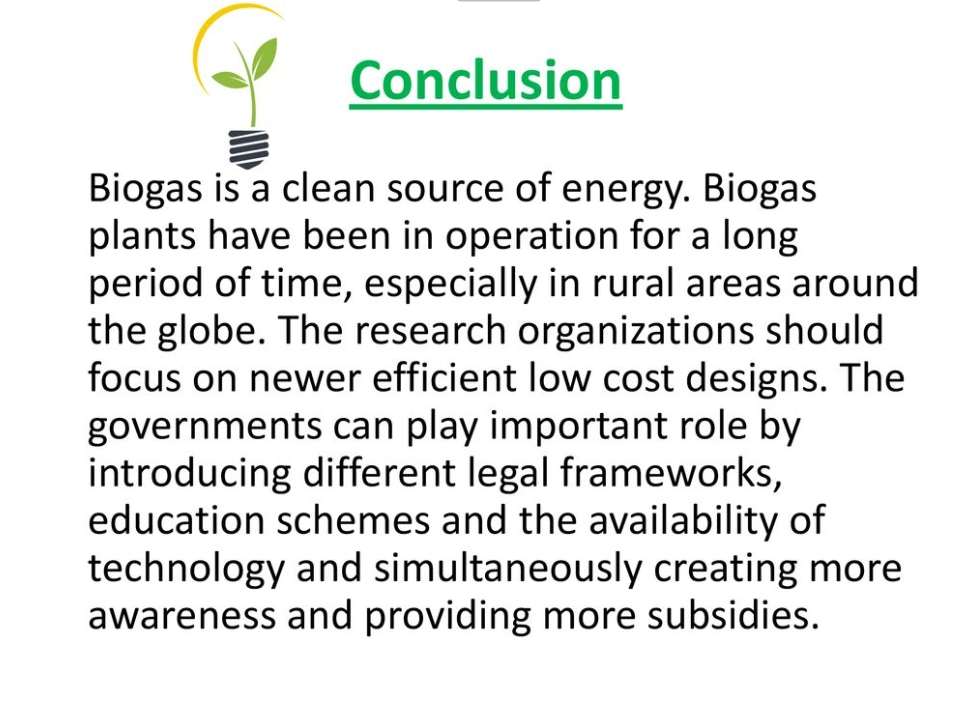 Conclusion
Biogas is a clean source of energy. Biogas
plants have been in operation for a long
period of time, especially in rural areas around
the globe. The research organizations should
focus on newer efficient low cost designs. The
governments can play important role by
introducing different legal frameworks,
education schemes and the availability of
technology and simultaneously creating more
awareness and providing more subsidies.